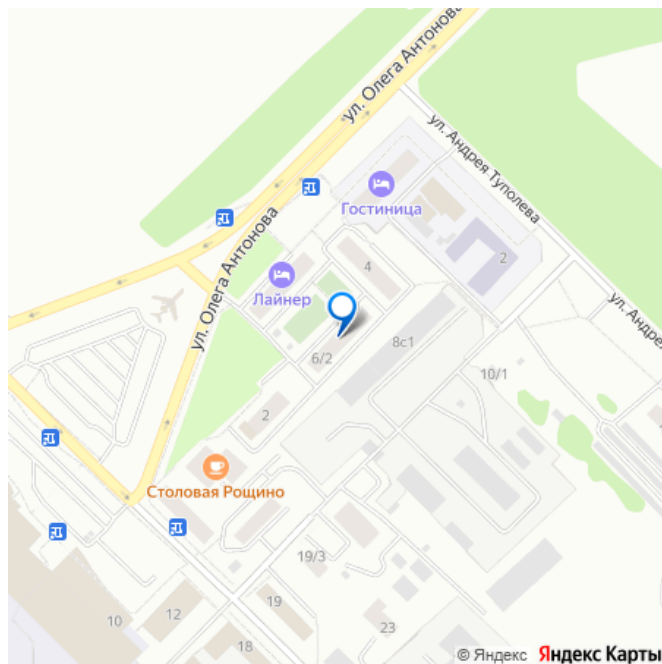 ул. Олега Антонова
ул. Андрея Туполева
Гостиница
ул. Олега Антонова
4
2
Лайнер
ул. Андре
6/2
8с1
10/1
2
Столовая Рощино
19/3
10
12
19
18
23
© Яндекс Яндекс Карты